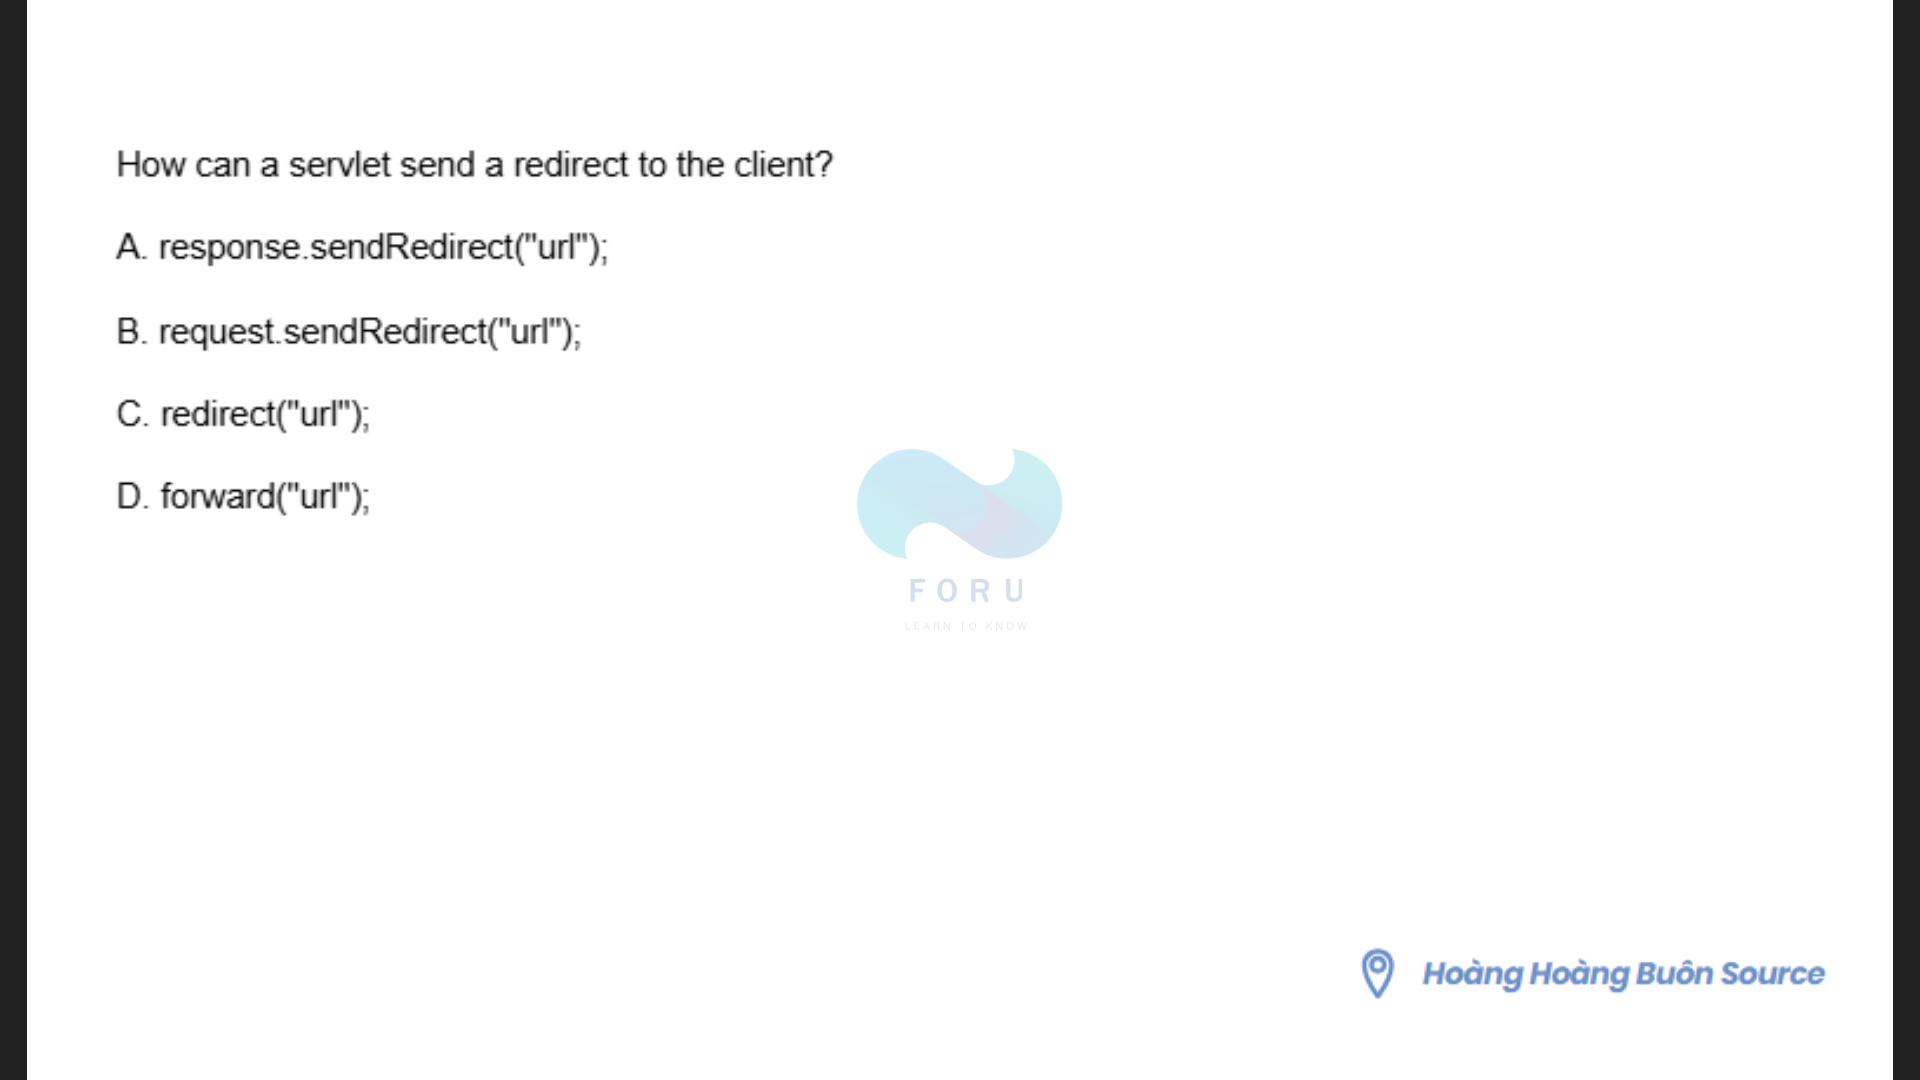 How can a servlet send a redirect to the client?
A. response.sendRedirect("url");
B. request.sendRedirect("url");
C. redirect("url");
D. forward("url");
FORU
LEARN TO KNOW
Hoàng Hoàng Buôn Source